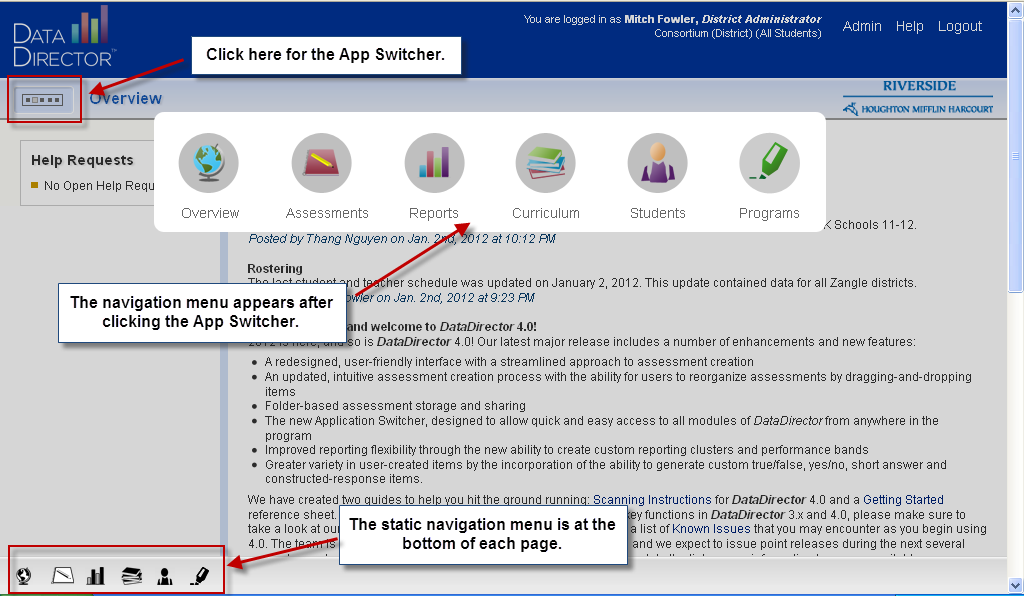 DATA
DIRECTOR™
You are logged in as Mitch Fowler, District Administrator
Consortium (District) (All Students)
Admin Help Logout
Click here for the App Switcher.
Overview
RIVERSIDE
HOUGHTON MIFFLIN HARCOURT
Help Requests
No Open Help Requ
Overview Assessments Reports Curriculum Students Programs
K Schools 11-12.
Posted by Thang Nguyen on Jan. 2nd, 2012 at 10:12 PM
Rostering
The last student and teacher schedule was updated on January 2, 2012. This update contained data for all Zangle districts.
owler on Jan. 2nd, 2012 at 9:23 PM
The navigation menu appears after
clicking the App Switcher.
and welcome to DataDirector 4.0!
2012 is here, and so is DataDirector 4.0! Our latest major release includes a number of enhancements and new features:
• A redesigned, user-friendly interface with a streamlined approach to assessment creation
• An updated, intuitive assessment creation process with the ability for users to reorganize assessments by dragging-and-dropping
items
• Folder-based assessment storage and sharing
• The new Application Switcher, designed to allow quick and easy access to all modules of DataDirector from anywhere in the
program
• Improved reporting flexibility through the new ability to create custom reporting clusters and performance bands
• Greater variety in user-created items by the incorporation of the ability to generate custom true/false, yes/no, short answer and
constructed-response items.
We have created two guides to help you hit the ground running: Scanning Instructions for DataDirector 4.0 and a Getting Started
reference sheet. key functions in DataDirector 3.x and 4.0, please make sure to
take a look at our a list of Known Issues that you may encounter as you begin using
4.0. The team is and we expect to issue point releases during the next several
The static navigation menu is at the
bottom of each page.